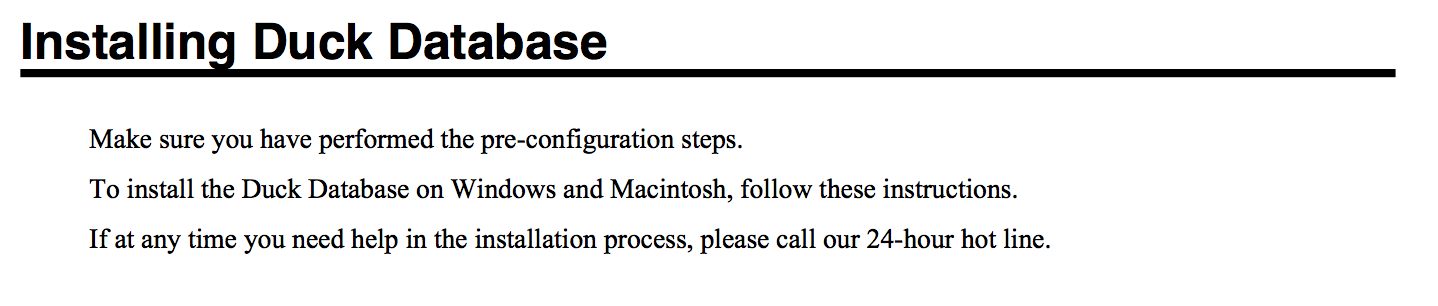 Installing Duck Database
Make sure you have performed the pre-configuration steps.
To install the Duck Database on Windows and Macintosh, follow these instructions.
If at any time you need help in the installation process, please call our 24-hour hot line.